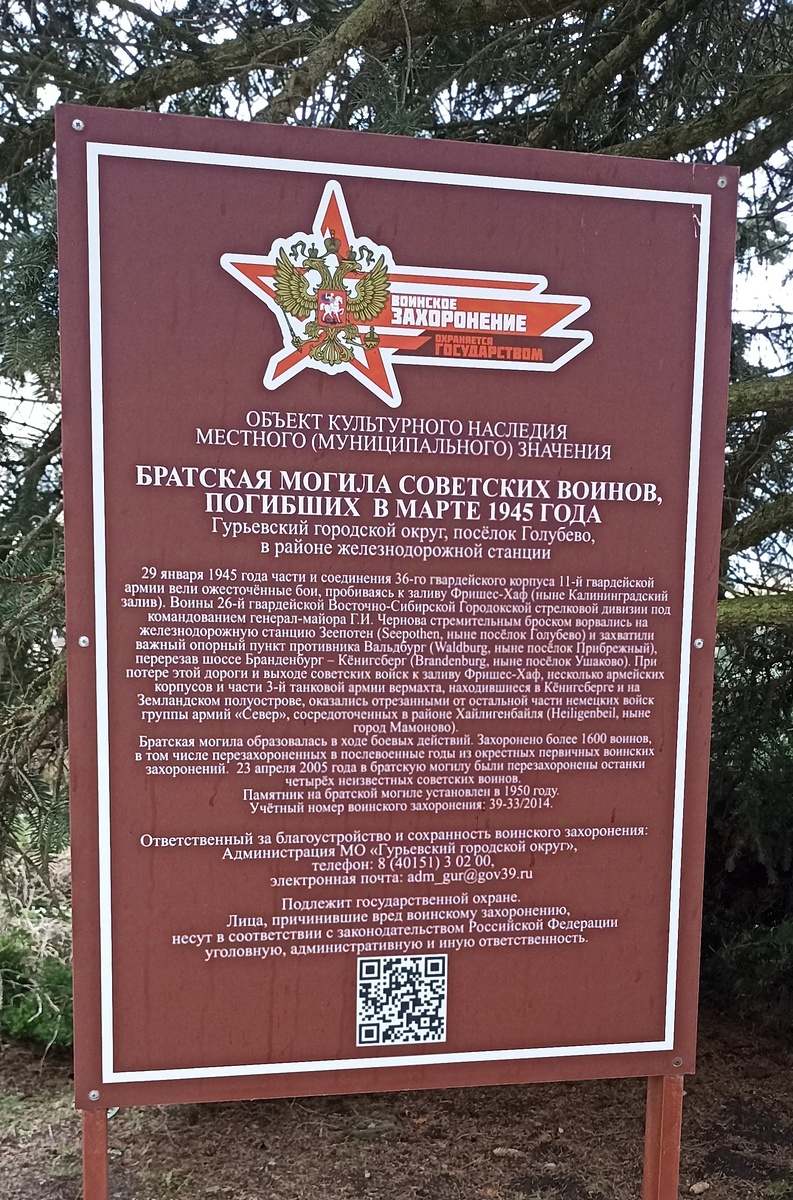 ВОИНСКОЕ
ЗАХОРОНЕНИЕ
ОХРАНЯЕТСЯ
ГОСУДАРСТВОМ
ОБЪЕКТ КУЛЬТУРНОГО НАСЛЕДИЯ
МЕСТНОГО (МУНИЦИПАЛЬНОГО) ЗНАЧЕНИЯ
БРАТСКАЯ МОГИЛА СОВЕТСКИХ ВОИНОВ,
ПОГИБШИХ В МАРТЕ 1945 ГОДА
Гурьевский городской округ, посёлок Голубево,
в районе железнодорожной станции
29 января 1945 года части и соединения 36-го гвардейского корпуса 11-й гвардейской
армии вели ожесточённые бои, пробиваясь к заливу Фришес-Хаф (ныне Калининградский
залив). Воины 26-й гвардейской Восточно-Сибирской Городокской стрелковой дивизии под
командованием генерал-майора Г.И. Чернова стремительным броском ворвались на
железнодорожную станцию Зеепотен (Seepothen, ныне посёлок Голубево) и захватили
важный опорный пункт противника Вальдбург (Waldburg, ныне посёлок Прибрежный),
перерезав шоссе Бранденбург – Кёнигсберг (Brandenburg, ныне посёлок Ушаково). При
потере этой дороги и выходе советских войск к заливу Фришес-Хаф, несколько армейских
корпусов и части 3-й танковой армии вермахта, находившиеся в Кёнигсберге и на
Земландском полуострове, оказались отрезанными от остальной части немецких войск
группы армий «Север», сосредоточенных в районе Хайлигенбайля (Heiligenbeil, ныне
город Мамоново).
Братская могила образовалась в ходе боевых действий. Захоронено более 1600 воинов,
в том числе перезахороненных в послевоенные годы из окрестных первичных воинских
захоронений. 23 апреля 2005 года в братскую могилу были перезахоронены останки
четырёх неизвестных советских воинов.
Памятник на братской могиле установлен в 1950 году.
Учётный номер воинского захоронения: 39-33/2014.
Ответственный за благоустройство и сохранность воинского захоронения:
Администрация МО «Гурьевский городской округ»,
телефон: 8 (40151) 3 02 00,
электронная почта: adm_gur@gov39.ru
Подлежит государственной охране.
Лица, причинившие вред воинскому захоронению,
несут в соответствии с законодательством Российской Федерации
уголовную, административную и иную ответственность.